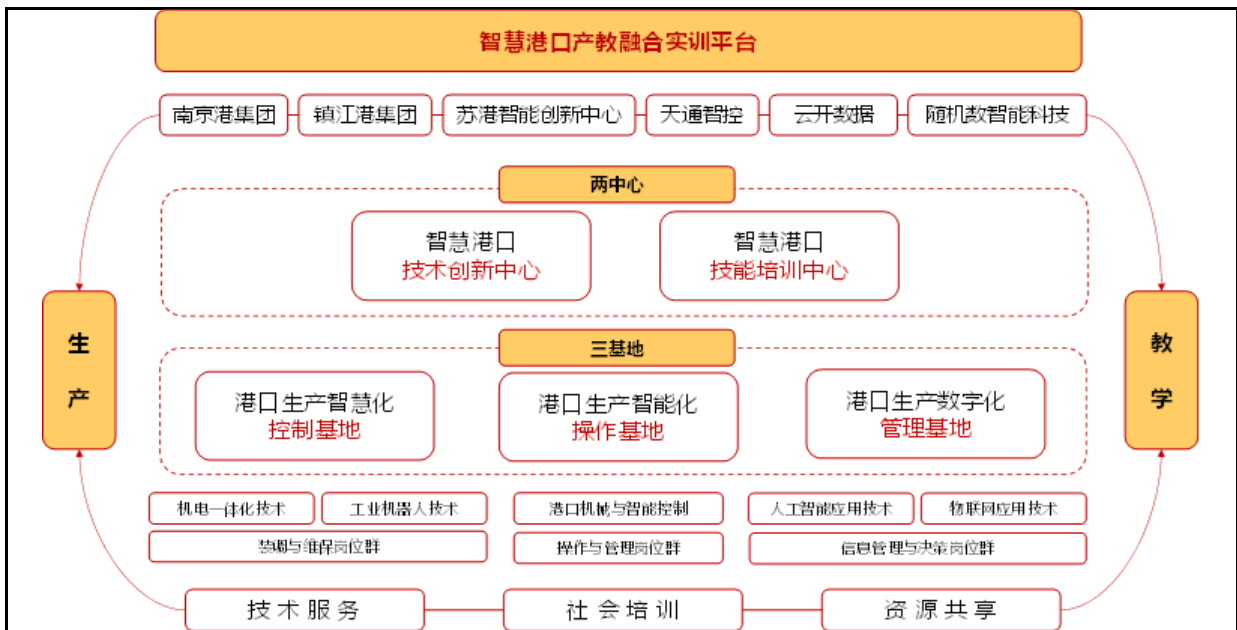 智慧港口产教融合实训平台
南京港集团 镇江港集团 苏港智能创新中心 天通智控 云开数据 随机数智能科技
两中心
智慧港口 智慧港口
技术创新中心 技能培训中心
生产
教学
三基地
港口生产智慧化 港口生产智能化 港口生产数字化
控制基地 操作基地 管理基地
机电一体化技术 工业机器人技术 港口机械与智能控制 人工智能应用技术 物联网应用技术
装调与维保岗位群 操作与管理岗位群 信息管理与决策岗位群
技术服务 社会培训 资源共享